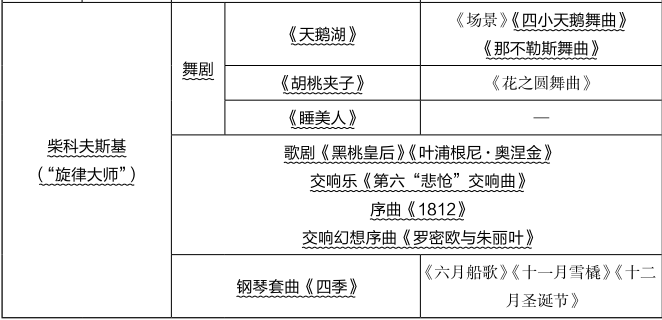 柴科夫斯基
（“旋律大师”）
舞剧
《天鹅湖》
《场景》《四小天鹅舞曲》
《那不勒斯舞曲》
《胡桃夹子》
《花之圆舞曲》
《睡美人》
—
歌剧《黑桃皇后》《叶浦根尼·奥涅金》
交响乐《第六“悲怆”交响曲》
序曲《1812》
交响幻想序曲《罗密欧与朱丽叶》
钢琴套曲《四季》
《六月船歌》《十一月雪橇》《十二
月圣诞节》